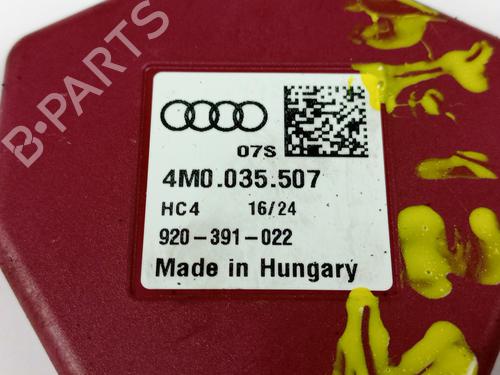 B-PARTS
07S
4M0.035.507
HC4 16/24
920-391-022
Made in Hungary